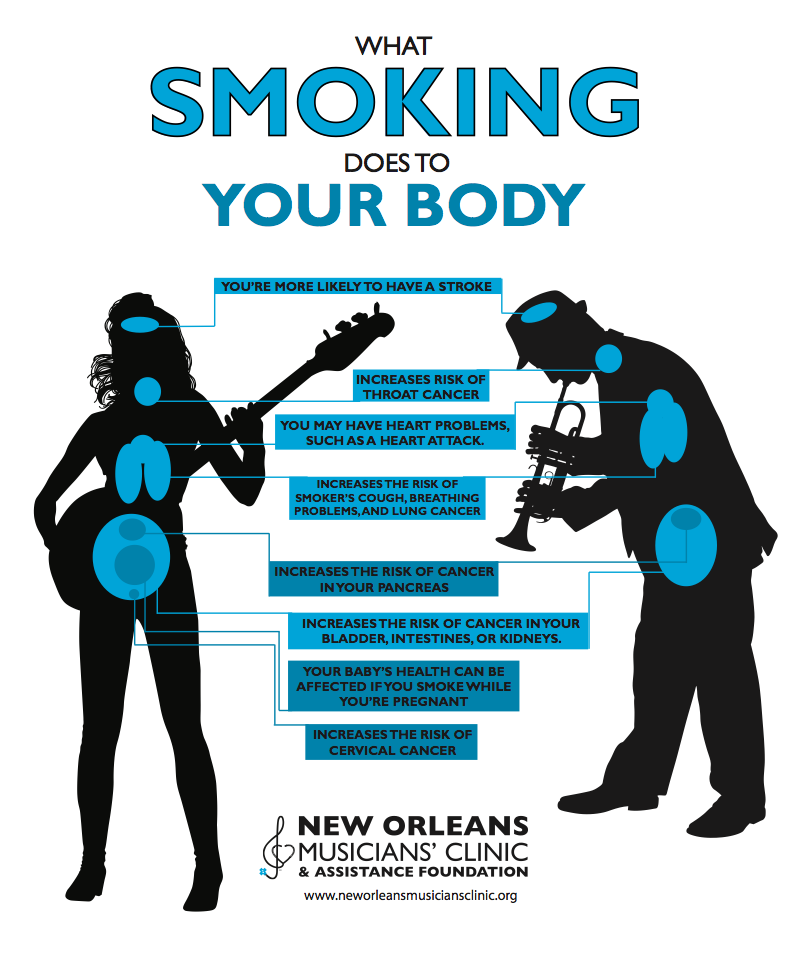 WHAT
SMOKING
DOES TO
YOUR BODY
YOU'RE MORE LIKELY TO HAVE A STROKE
INCREASES RISK OF
THROAT CANCER
YOU MAY HAVE HEART PROBLEMS,
SUCH AS A HEART ATTACK.
INCREASES THE RISK OF
SMOKER'S COUGH, BREATHING
PROBLEMS, AND LUNG CANCER
INCREASES THE RISK OF CANCER
IN YOUR PANCREAS
INCREASES THE RISK OF CANCER IN YOUR
BLADDER, INTESTINES, OR KIDNEYS.
YOUR BABY'S HEALTH CAN BE
AFFECTED IF YOU SMOKE WHILE
YOU'RE PREGNANT
INCREASES THE RISK OF
CERVICAL CANCER
NEW ORLEANS
MUSICIANS' CLINIC
& ASSISTANCE FOUNDATION
www.neworleansmusiciansclinic.org